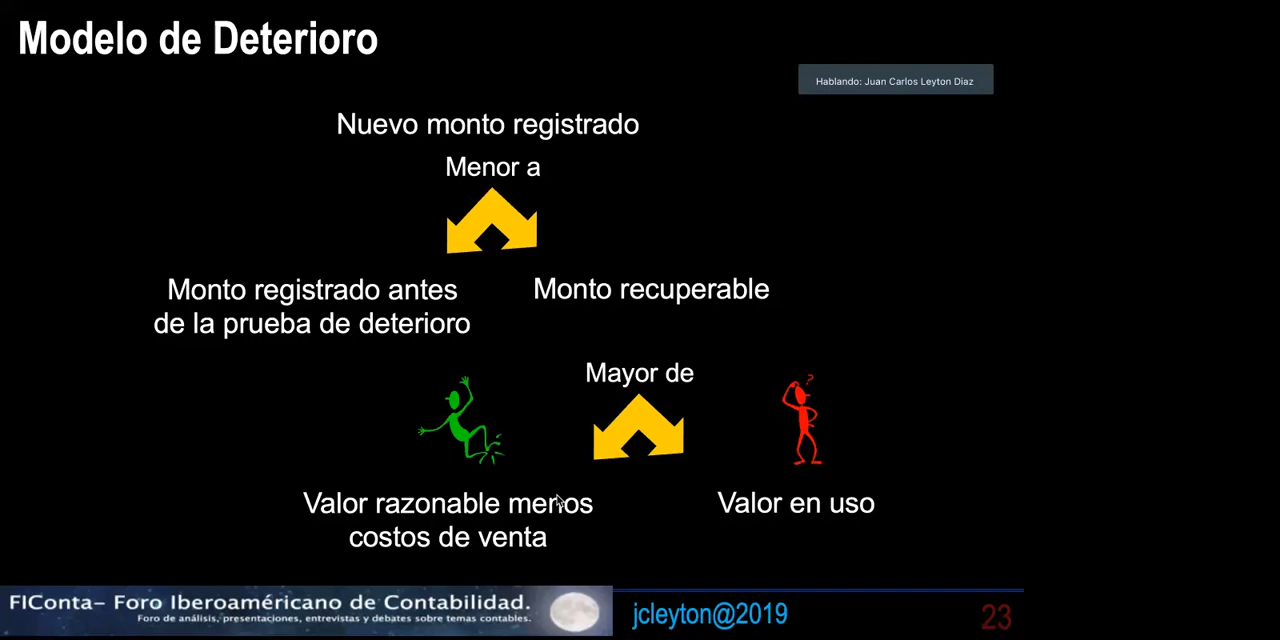 Modelo de Deterioro
Hablando: Juan Carlos Leyton Diaz
Nuevo monto registrado
Menor a
Monto registrado antes
de la prueba de deterioro
Monto recuperable
Mayor de
?
Valor razonable menos
costos de venta
Valor en uso
FIConta– Foro Iberoaméricano de Contabilidad.
Foro de análisis, presentaciones, entrevistas y debates sobre temas contables.
jcleyton@2019
23